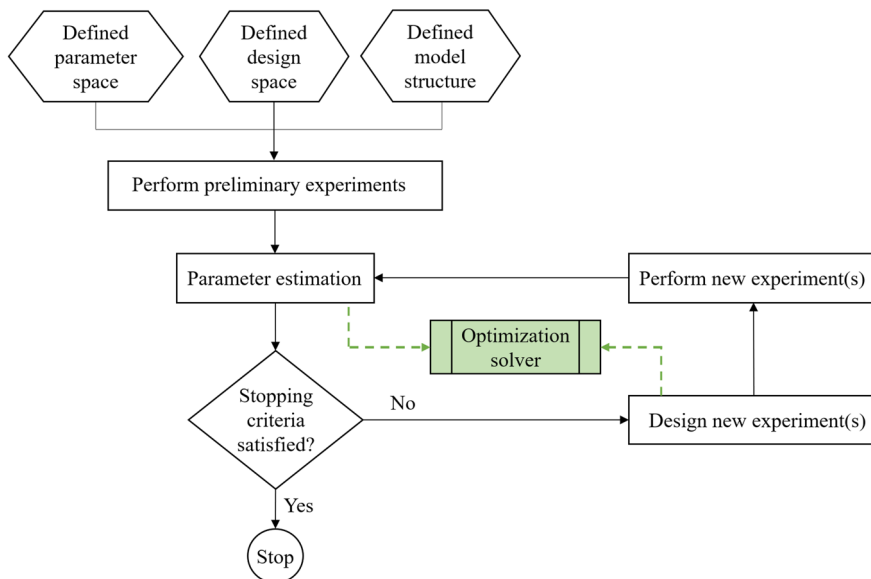 Defined
parameter
space
Defined
design
space
Defined
model
structure
Perform preliminary experiments
Parameter estimation
Perform new experiment(s)
Optimization
solver
Stopping
criteria
satisfied?
No
Design new experiment(s)
Yes
Stop